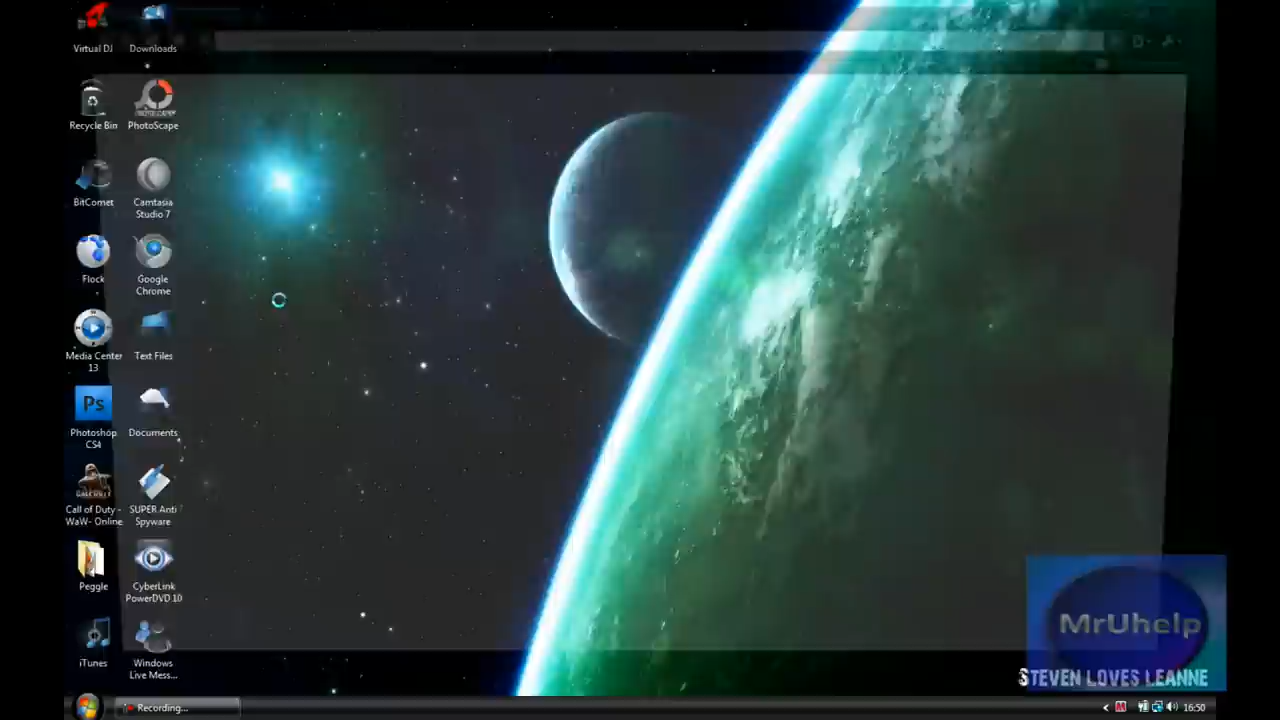 Virtual DJ
Downloads
Recycle Bin
PhotoScape
BitComet
Camtasia
Studio 7
Flock
Google
Chrome
Media Center
13
Text Files
Ps
Photoshop
CS4
Documents
Call of Duty -
WaW- Online
SUPER Anti
Spyware
Peggle
CyberLink
PowerDVD 10
iTunes
Windows
Live Mess...
MrUhelp
STEVEN LOVES LEANNE
Recording...
16:50